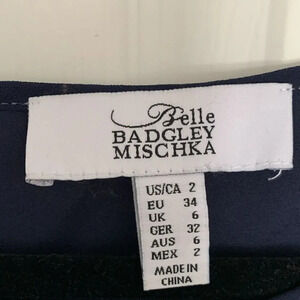 Belle
BADGLEY
MISCHKA
US/CA 2
EU 34
UK 6
GER 32
AUS 6
MEX 2
MADE IN
CHINA